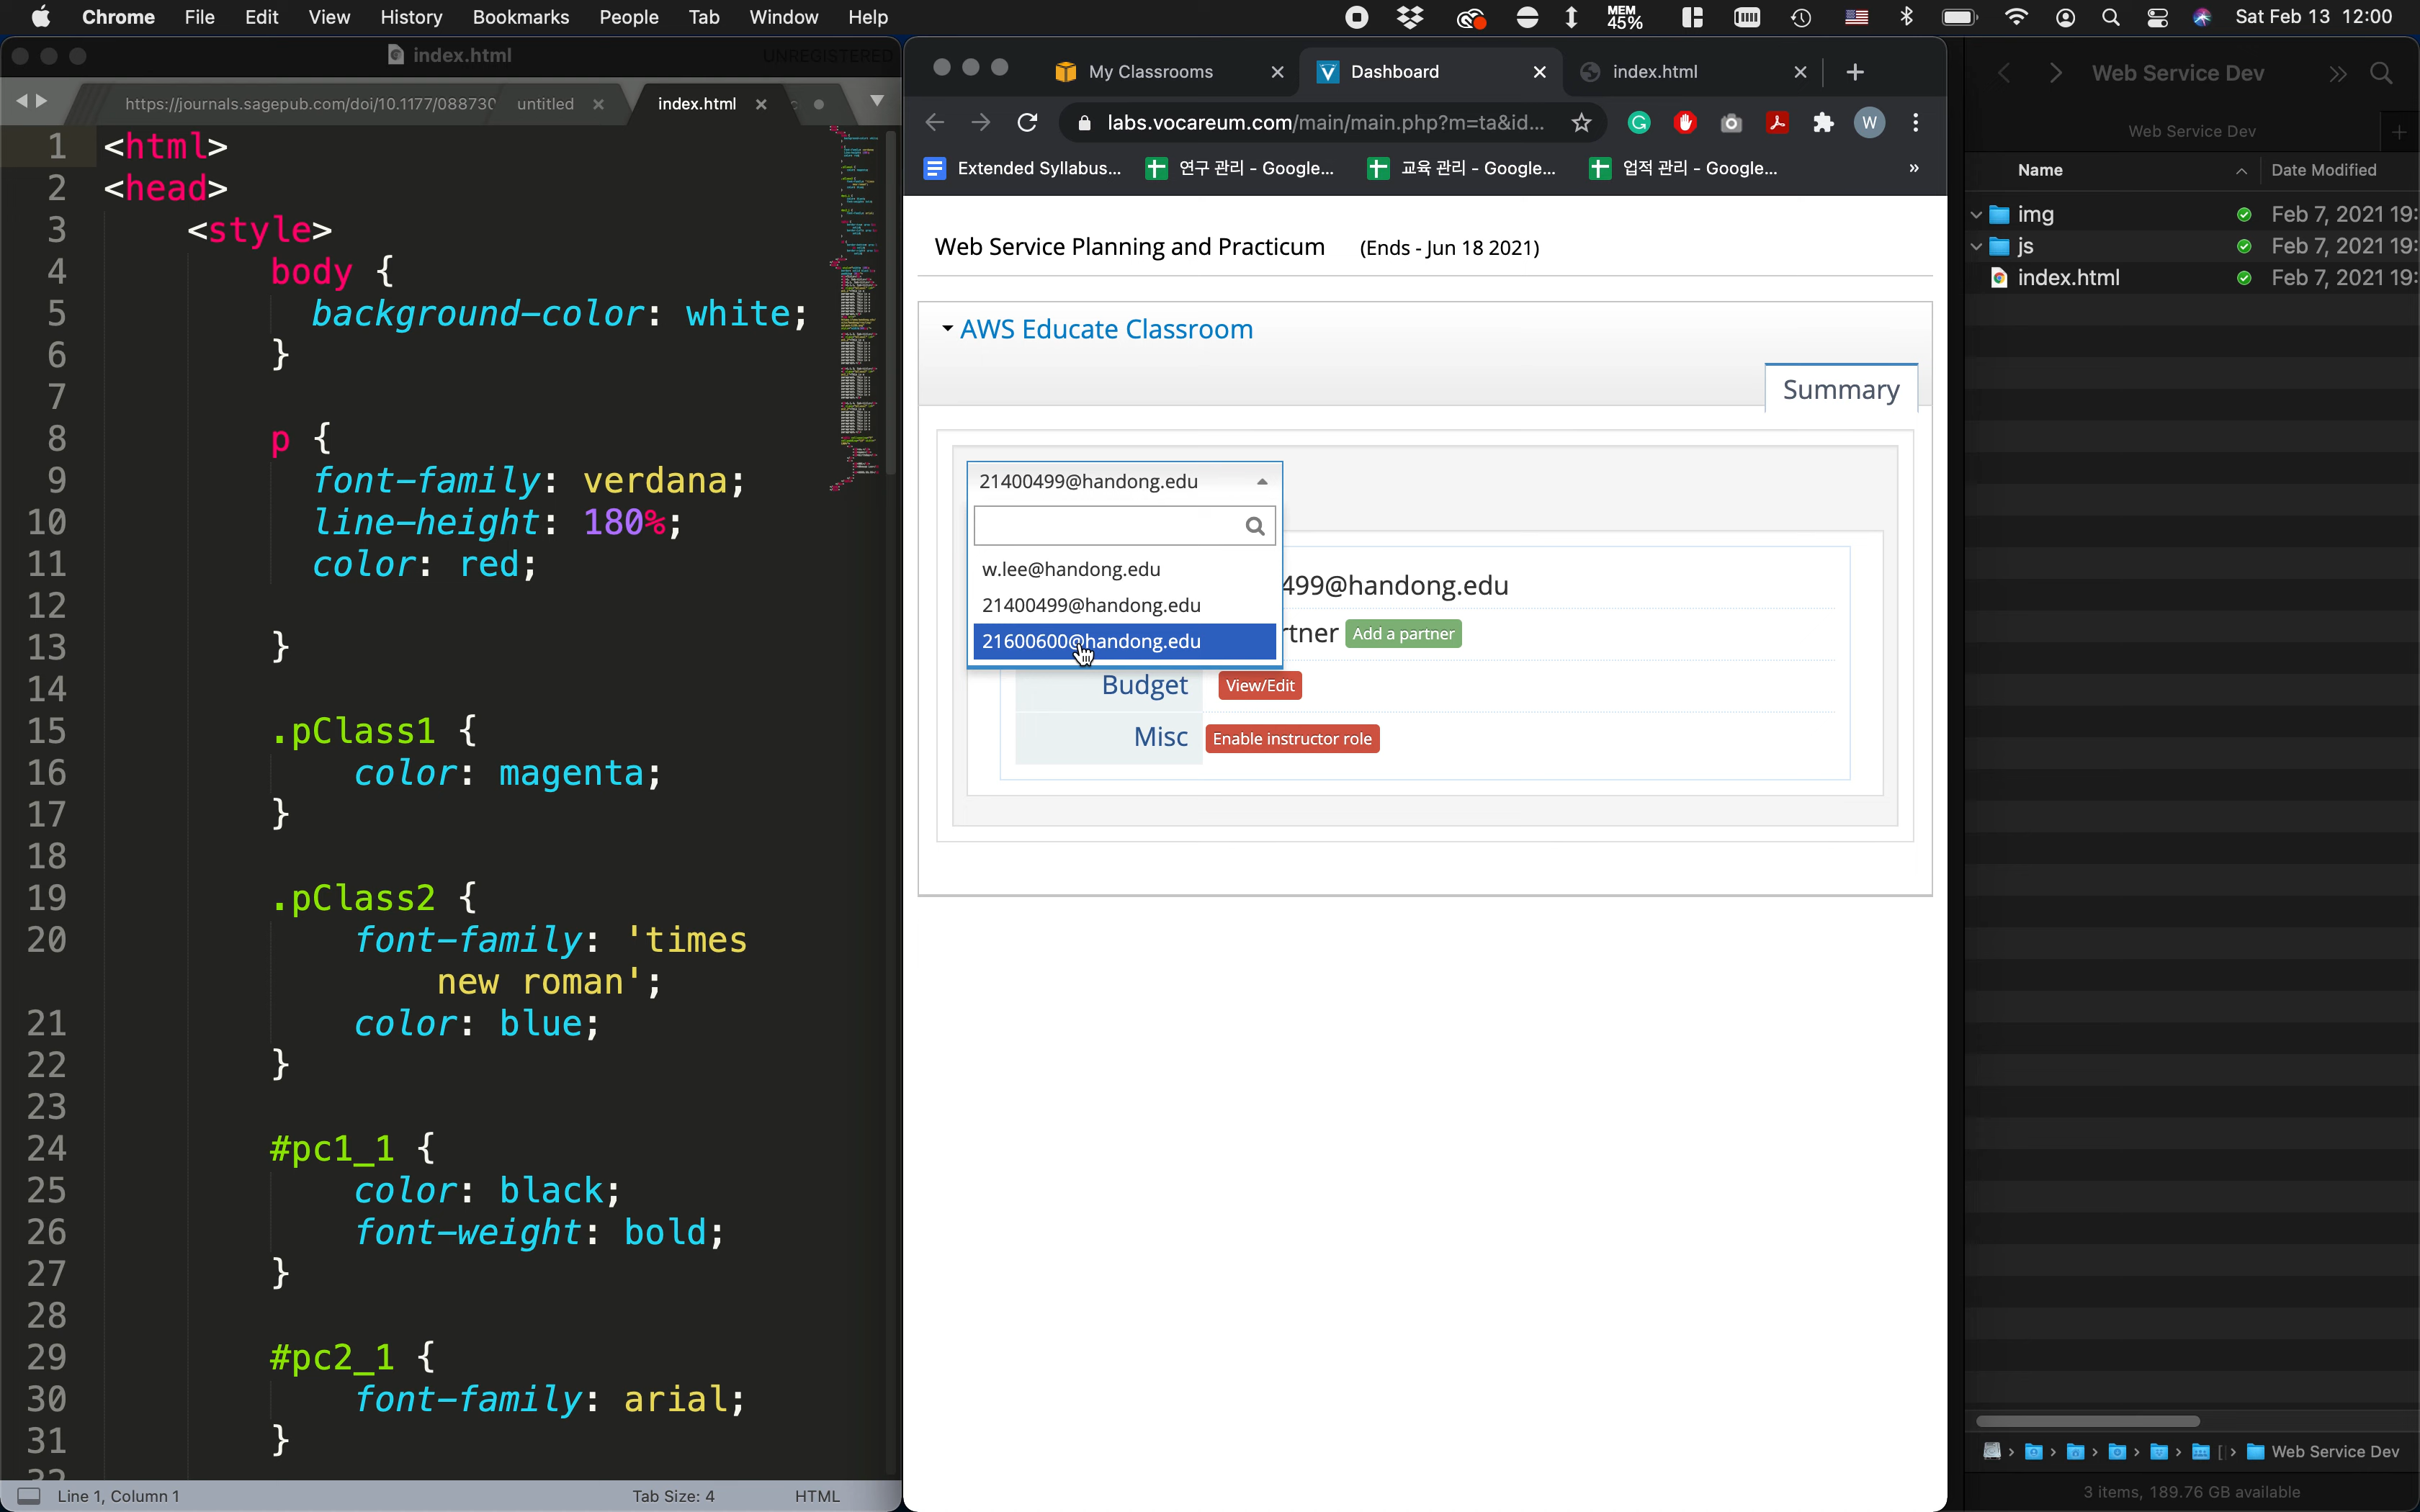 Chrome File Edit View History Bookmarks People Tab Window Help
MEM
45%
Sat Feb 13 12:00
index.html
UNREGISTERED
https://journals.sagepub.com/doi/10.1177/088730 untitled index.html
1 <html>
2 <head>
3 <style>
4 body {
5 background-color: white;
6 }
7
8 p {
9 font-family: verdana;
10 line-height: 180%;
11 color: red;
12
13 }
14
15 .pClass1 {
16 color: magenta;
17 }
18
19 .pClass2 {
20 font-family: 'times
new roman';
21 color: blue;
22 }
23
24 #pc1_1 {
25 color: black;
26 font-weight: bold;
27 }
28
29 #pc2_1 {
30 font-family: arial;
31 }
32
Line 1, Column 1 Tab Size: 4 HTML
My Classrooms Dashboard index.html
labs.vocareum.com/main/main.php?m=ta&id...
W
Extended Syllabus... 연구 관리 - Google... 교육 관리 - Google... 업적 관리 - Google... »
Web Service Planning and Practicum (Ends - Jun 18 2021)
AWS Educate Classroom
Summary
21400499@handong.edu
w.lee@handong.edu
21400499@handong.edu
21600600@handong.edu
499@handong.edu
rtner Add a partner
Budget View/Edit
Misc Enable instructor role
Web Service Dev
Web Service Dev
Name Date Modified
img Feb 7, 2021 19:
js Feb 7, 2021 19:
index.html Feb 7, 2021 19:
Web Service Dev
3 items, 189.76 GB available